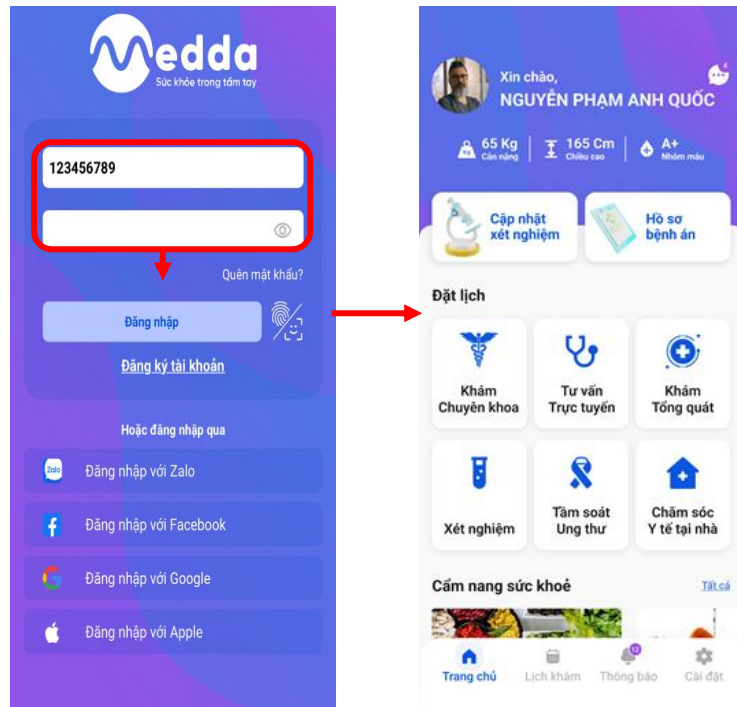 Medda
Sức khỏe trong tầm tay
123456789
Quên mật khẩu?
Đăng nhập
Đăng ký tài khoản
Hoặc đăng nhập qua
Zalo
Đăng nhập với Zalo
Đăng nhập với Facebook
Đăng nhập với Google
Đăng nhập với Apple
Xin chào,
4
NGUYỄN PHẠM ANH QUỐC
65 Kg
Cân nặng
165 Cm
Chiều cao
A+
Nhóm máu
Cập nhật
xét nghiệm
Hồ sơ
bệnh án
Đặt lịch
Khám
Chuyên khoa
Tư vấn
Trực tuyến
Khám
Tổng quát
Xét nghiệm
Tầm soát
Ung thư
Chăm sóc
Y tế tại nhà
Cẩm nang sức khoẻ
Tất cả
12
Trang chủ
Lịch khám
Thông báo
Cài đặt